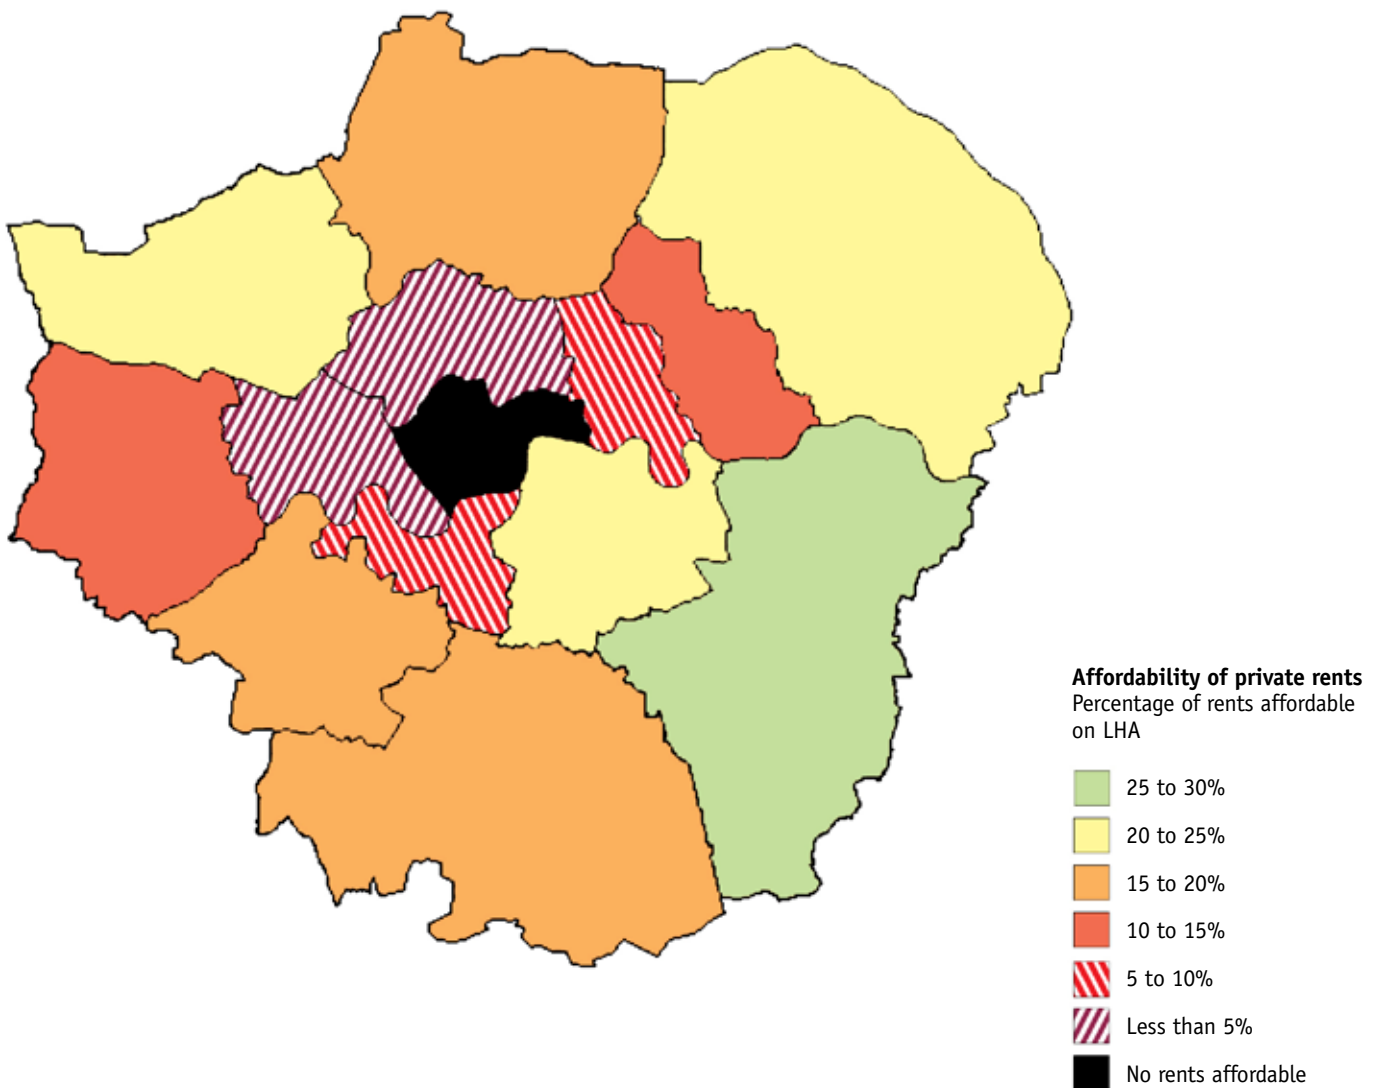 Affordability of private rents
Percentage of rents affordable
on LHA
25 to 30%
20 to 25%
15 to 20%
10 to 15%
5 to 10%
Less than 5%
No rents affordable